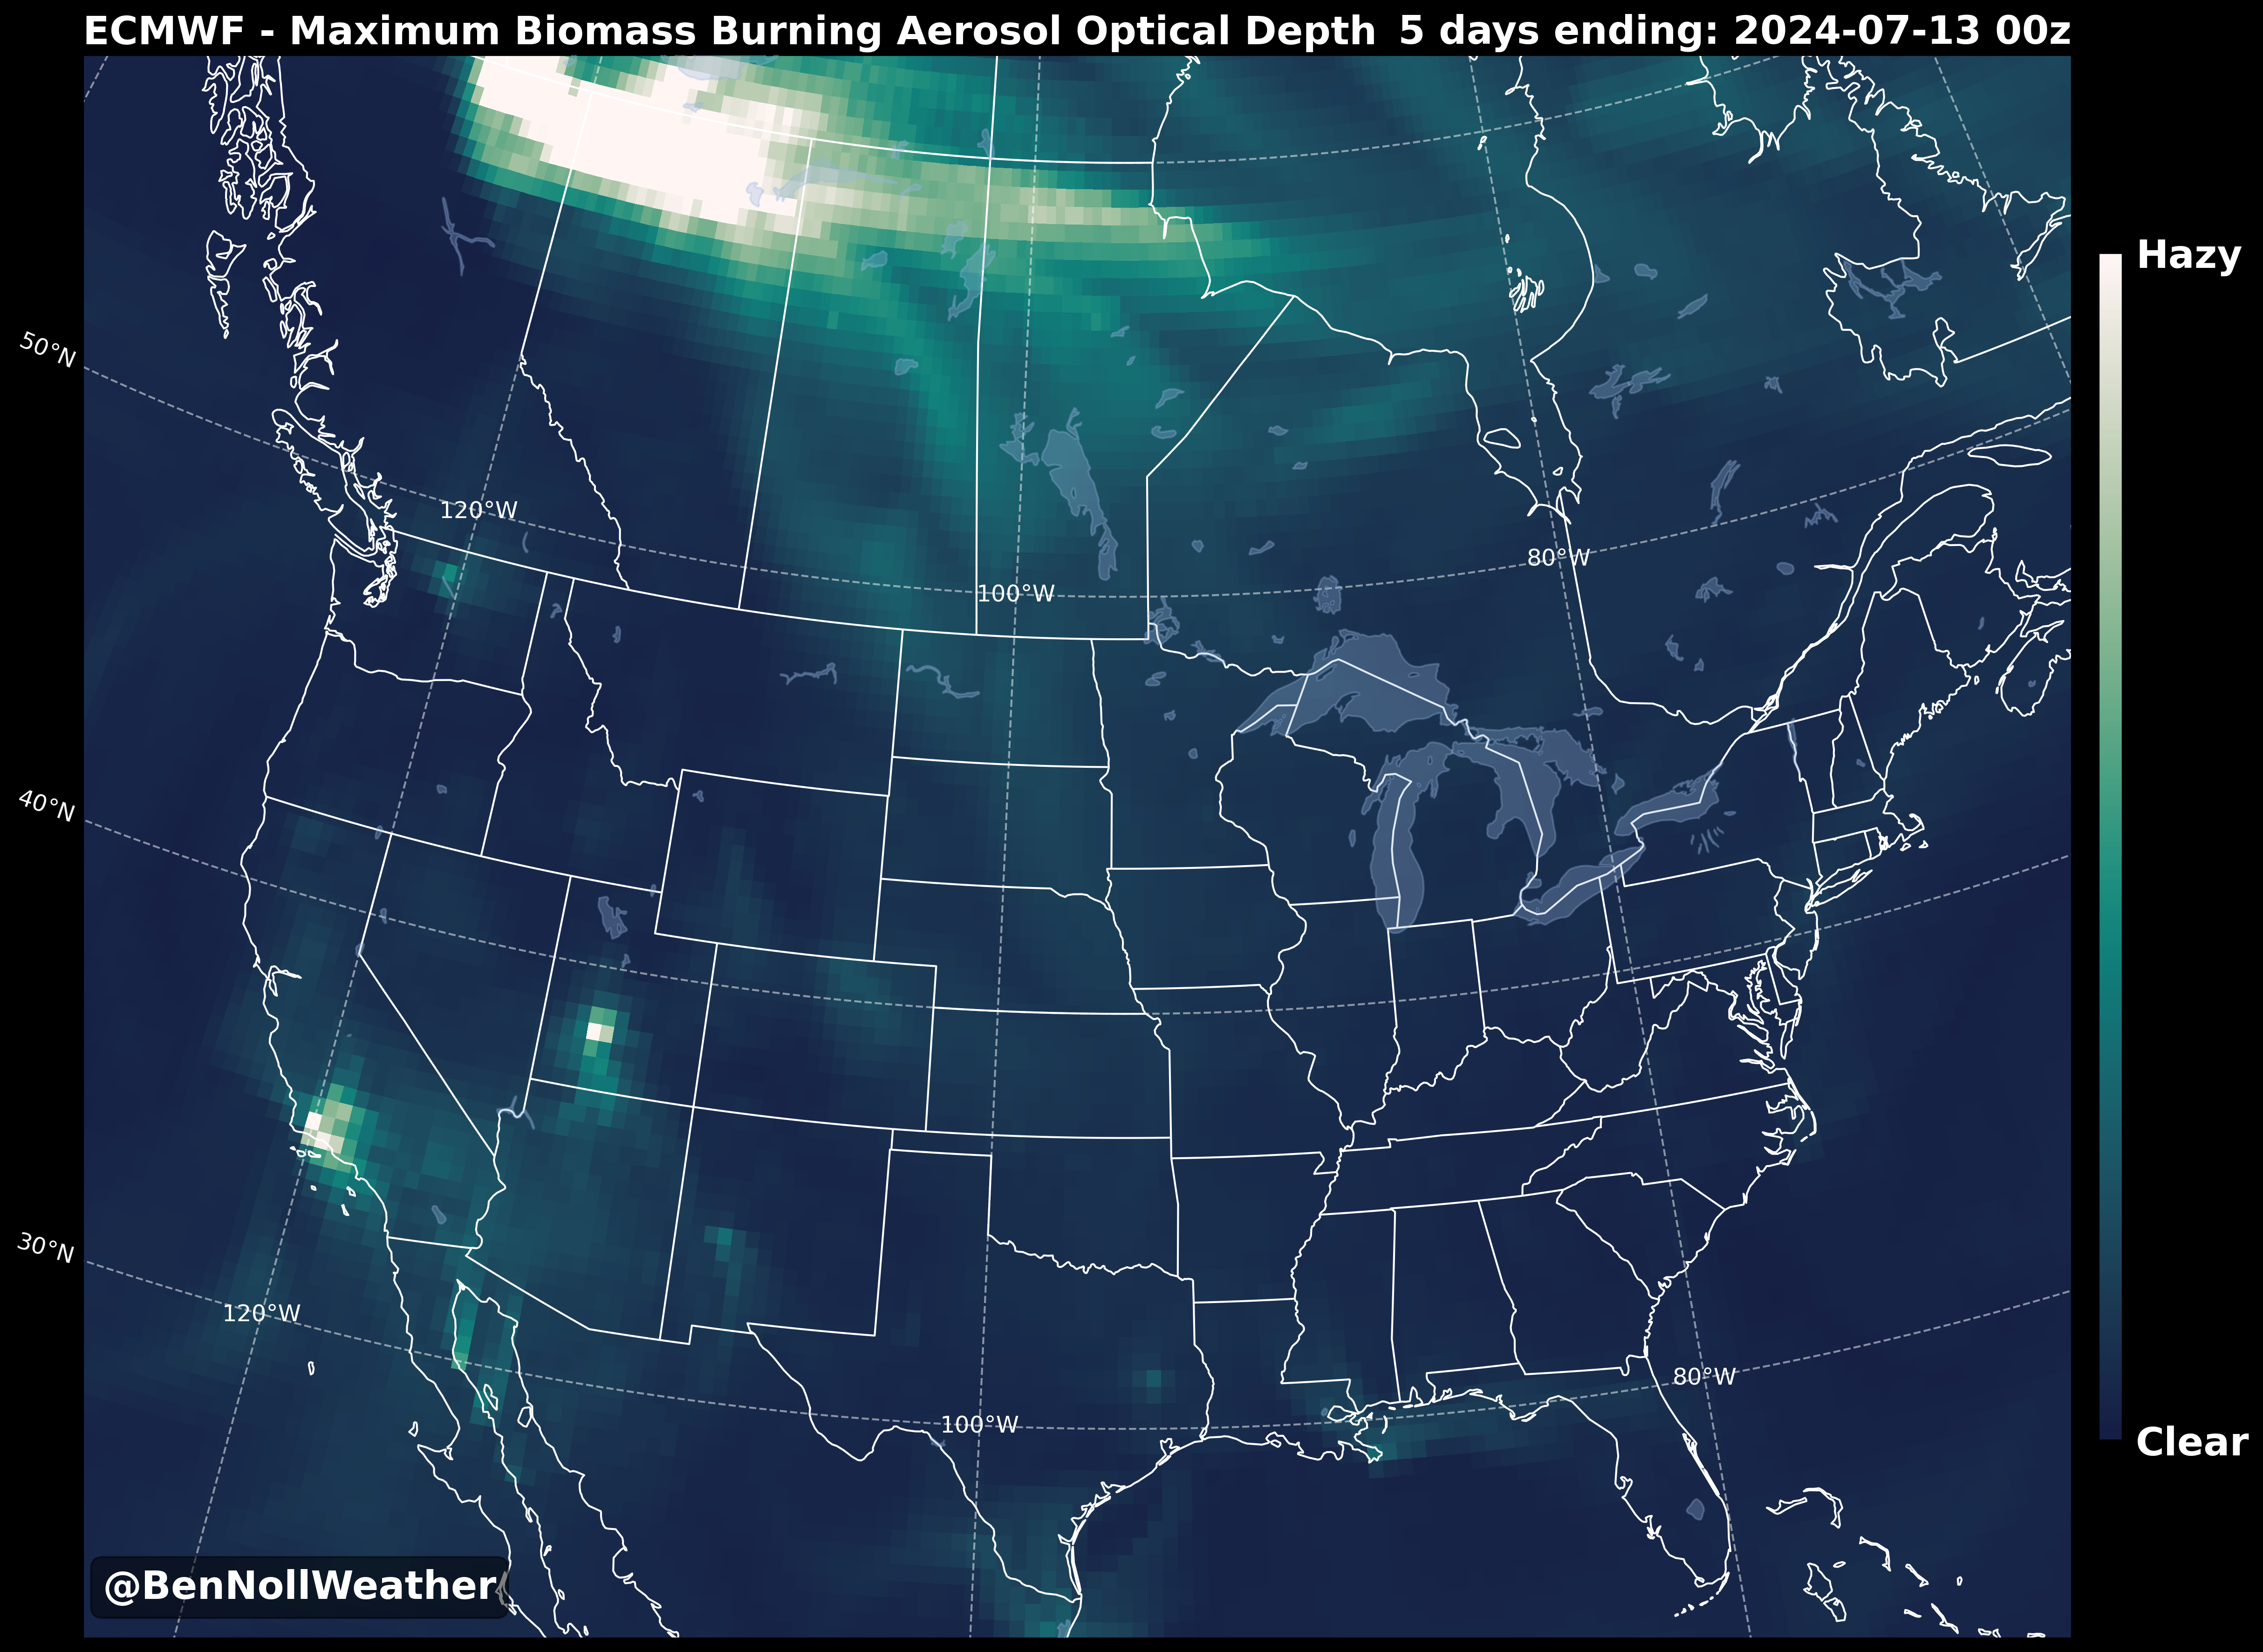 ECMWF - Maximum Biomass Burning Aerosol Optical Depth 5 days ending: 2024-07-13 00z
Hazy
50°N
120°W
80°W
100°W
40°N
30°N
120°W
80°W
100°W
Clear
@BenNollWeather